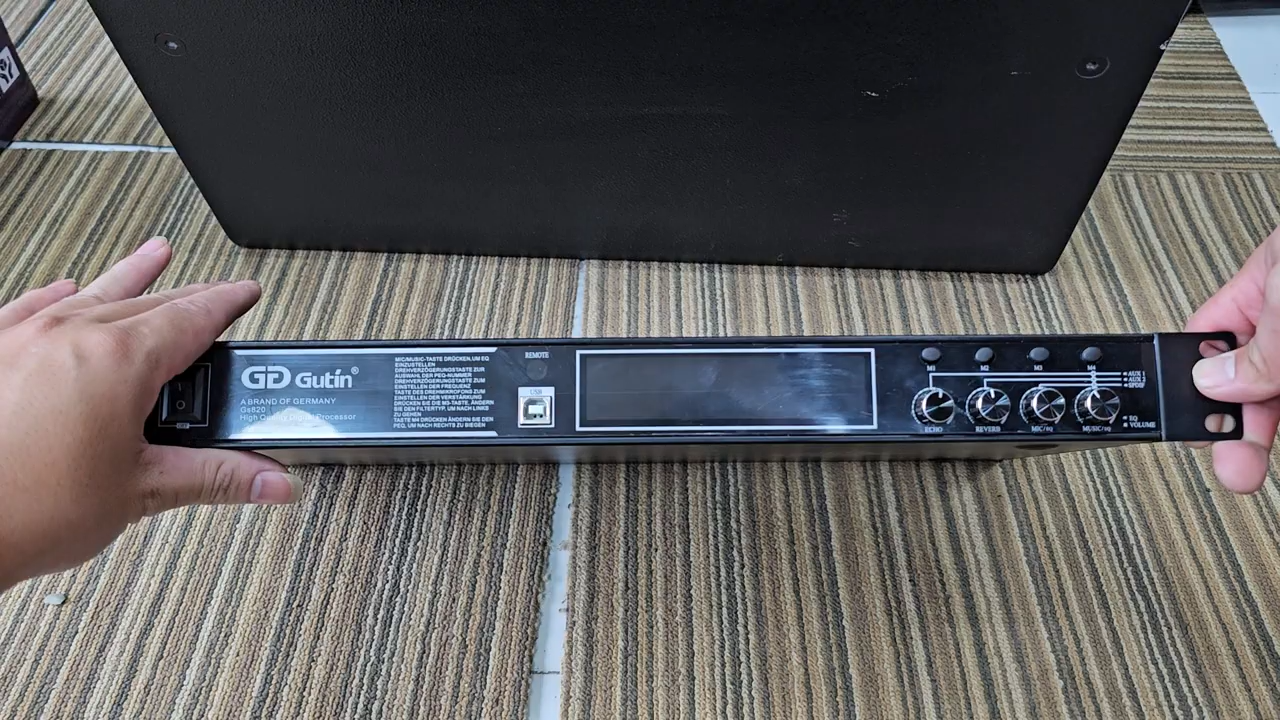 GD Gutin®
A BRAND OF GERMANY
Gs820
High Quality Digital Processor
OFF
MIC/MUSIC-TASTE DRÜCKEN,UM EQ
EINZUSTELLEN
DREHVERZÖGERUNGSTASTE ZUR
AUSWAHL DER PEQ-NUMMER
DREHVERZÖGERUNGSTASTE ZUM
EINSTELLEN DER FREQUENZ
TASTE DES DREHMIKROFONS ZUM
EINSTELLEN DER VERSTÄRKUNG
DRÜCKEN SIE DIE M3-TASTE, ÄNDERN
SIE DEN FILTERTYP, UM NACH LINKS
ZU GEHEN
TASTE M4 DRÜCKEN ÄNDERN SIE DEN
PEQ, UM NACH RECHTS ZU BIEGEN
REMOTE
USB
M1 M2 M3 M4
AUX 1
AUX 2
SPDIF
EQ
VOLUME
ECHO REVERB MIC/EQ MUSIC/EQ